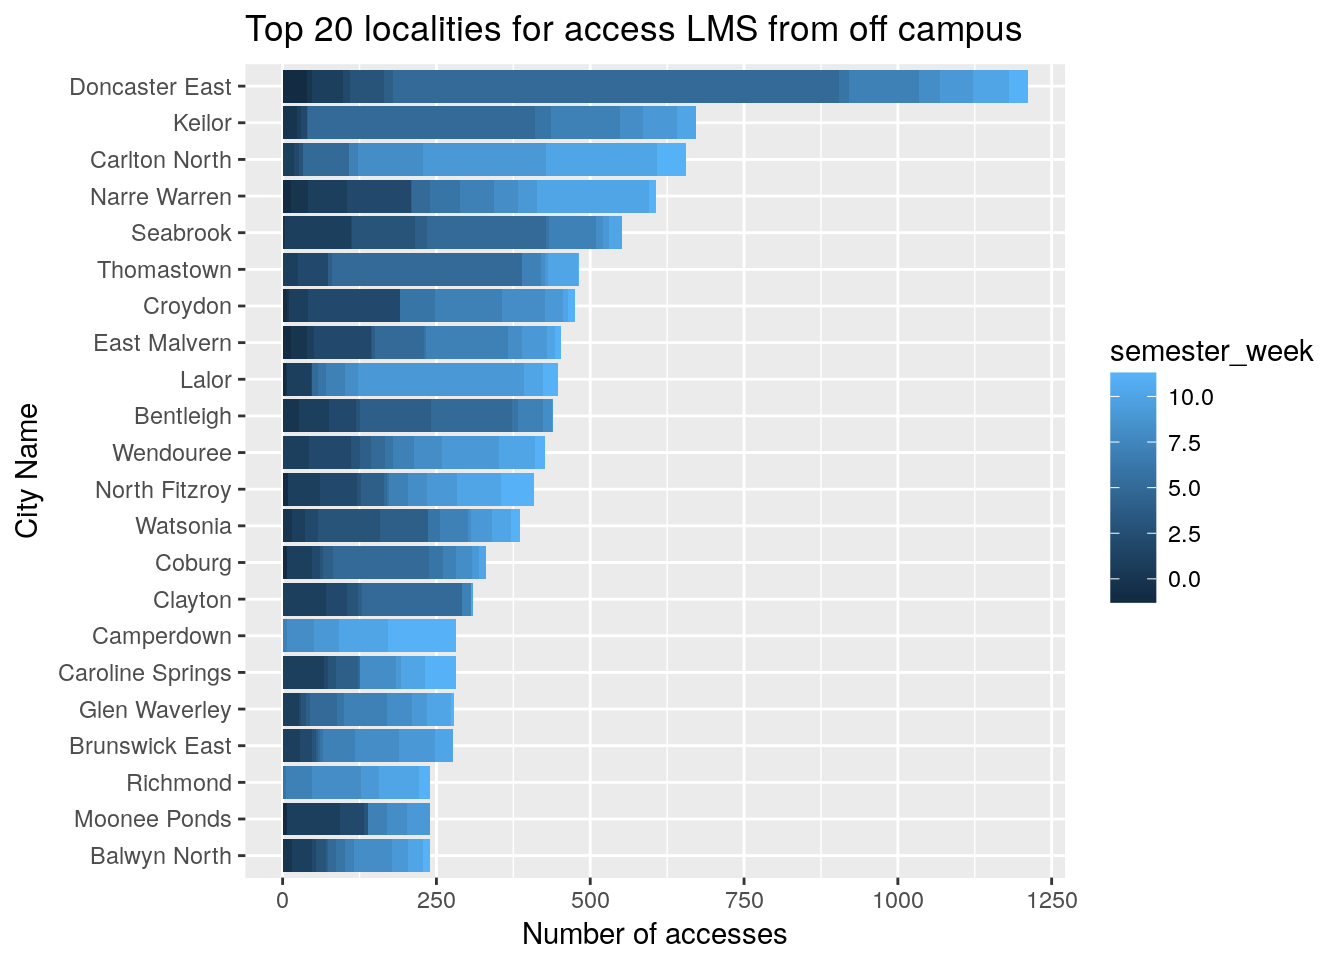 Top 20 localities for access LMS from off campus
City Name
Doncaster East
Keilor
Carlton North
Narre Warren
Seabrook
Thomastown
Croydon
East Malvern
Lalor
Bentleigh
Wendouree
North Fitzroy
Watsonia
Coburg
Clayton
Camperdown
Caroline Springs
Glen Waverley
Brunswick East
Richmond
Moonee Ponds
Balwyn North
0 250 500 750 1000 1250
Number of accesses
semester_week
10.0
7.5
5.0
2.5
0.0